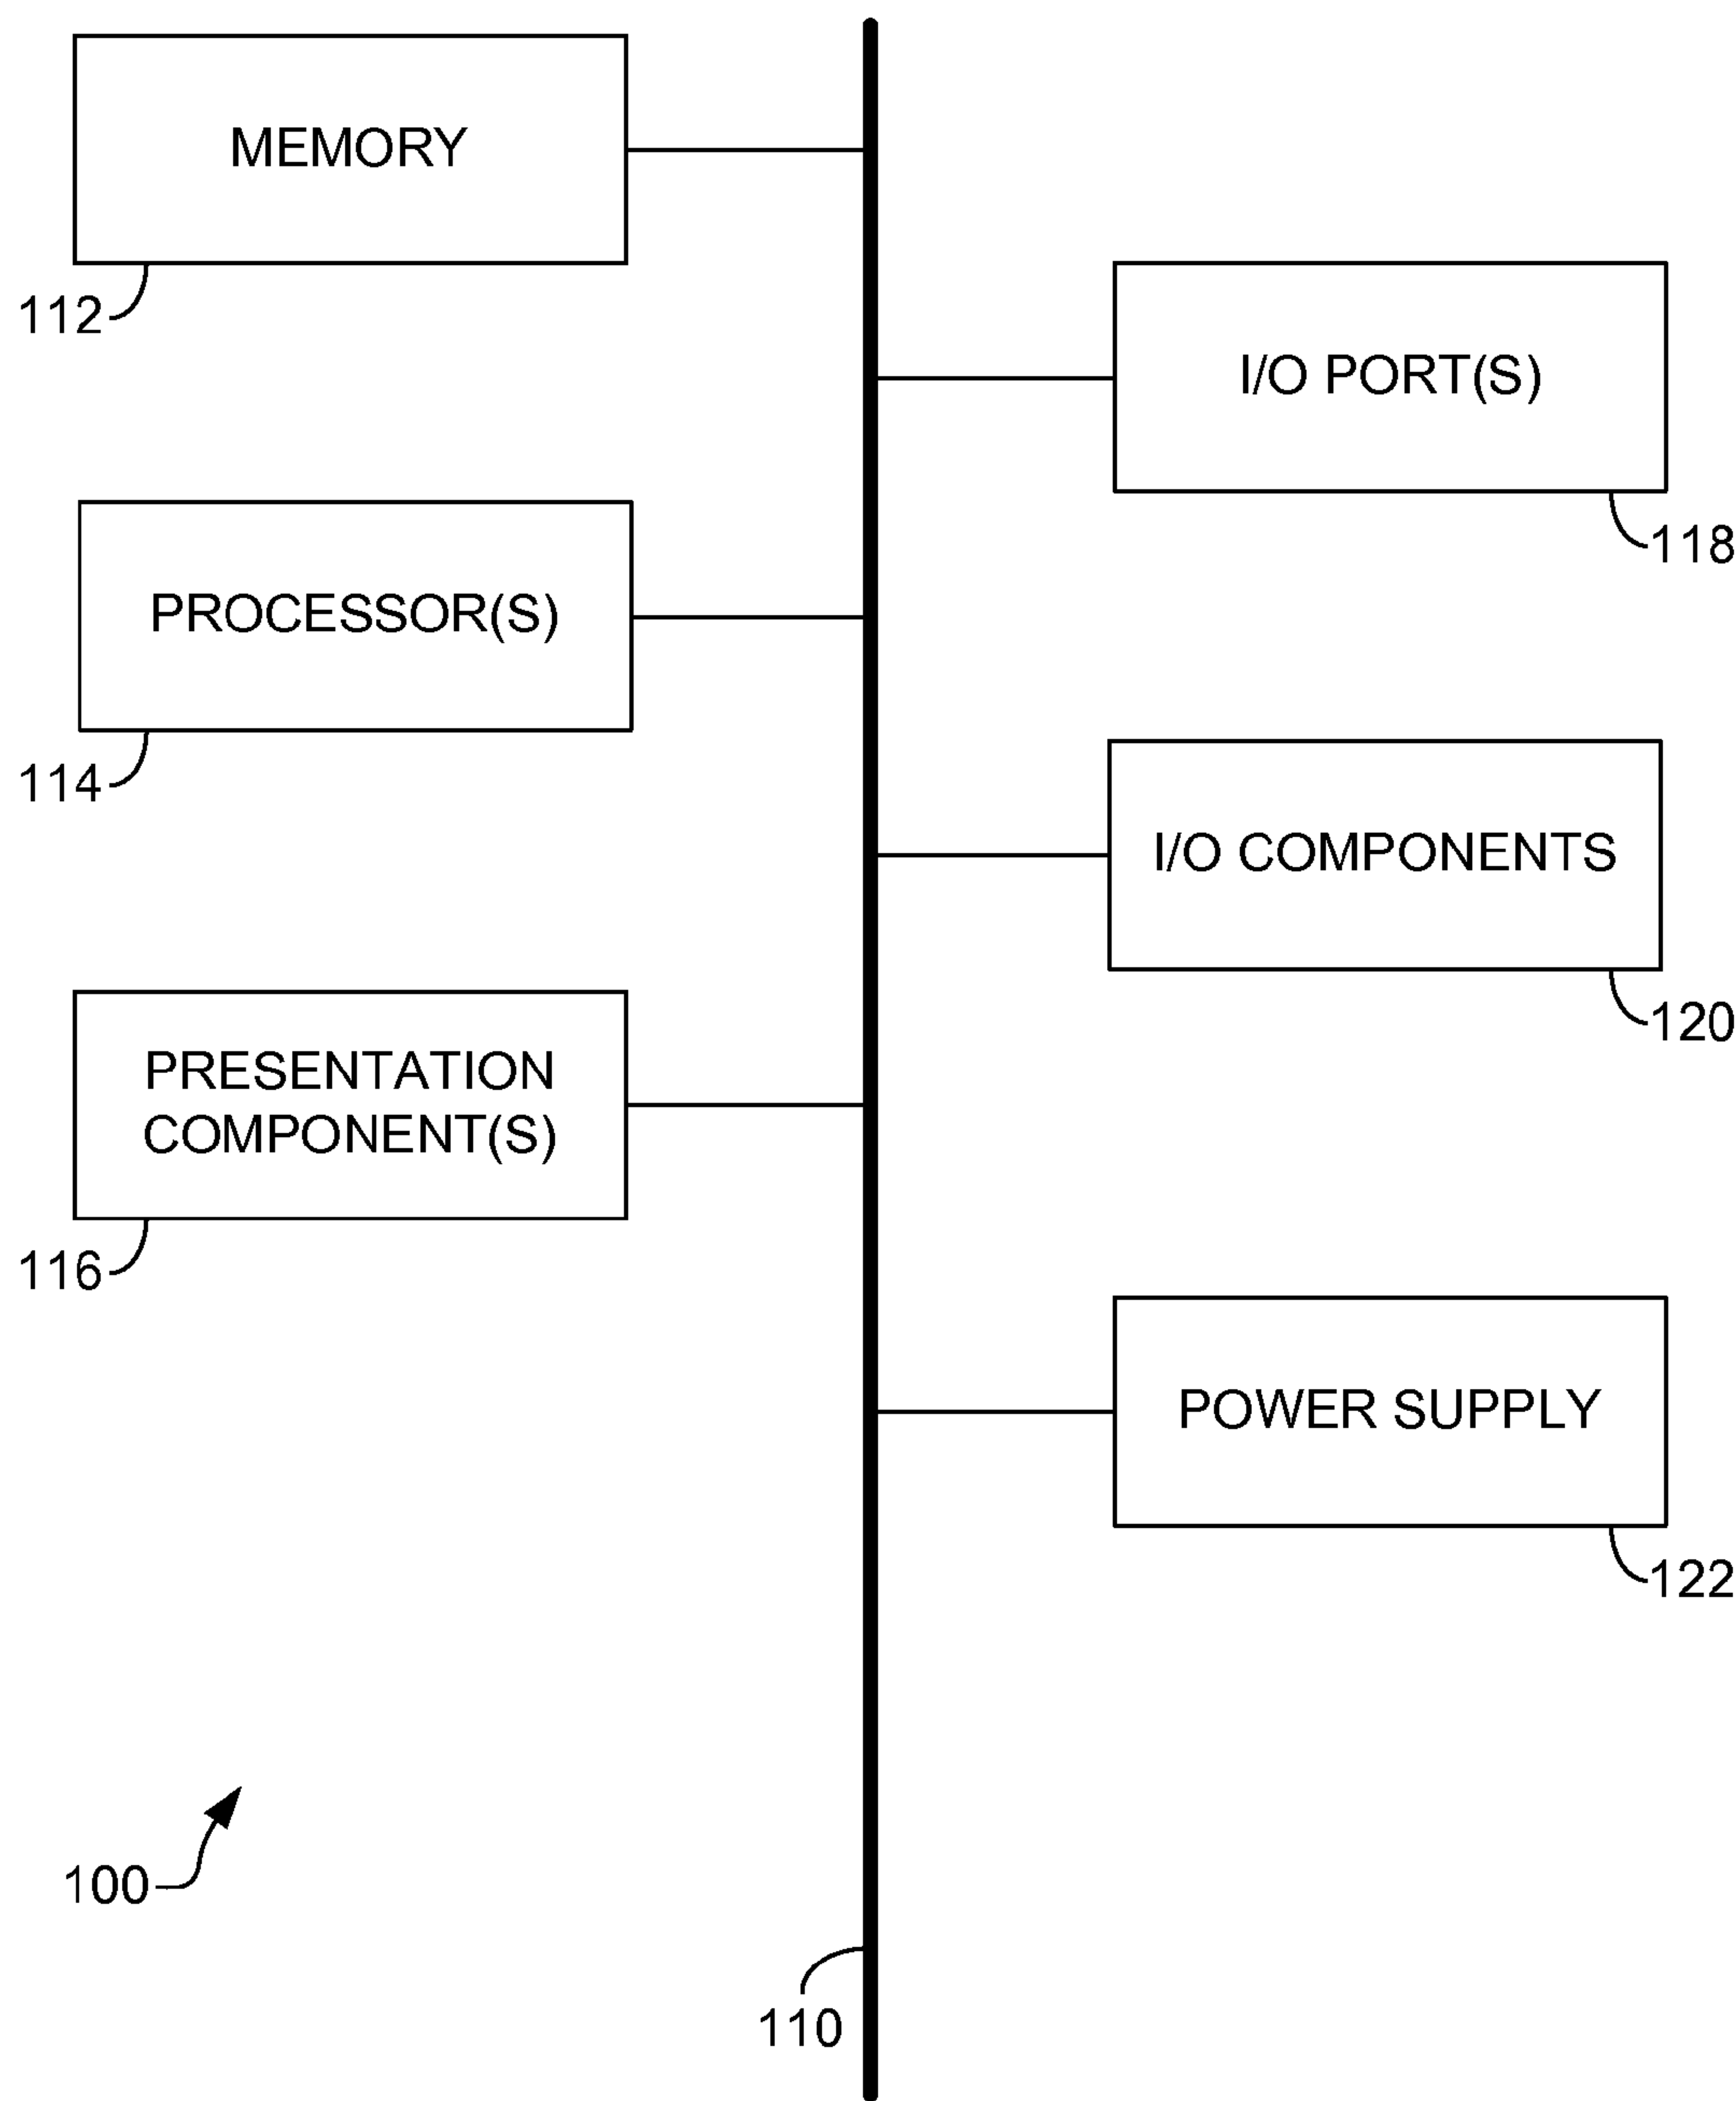 MEMORY
112
I/O PORT(S)
118
PROCESSOR(S)
114
I/O COMPONENTS
120
PRESENTATION
COMPONENT(S)
116
POWER SUPPLY
122
100
110